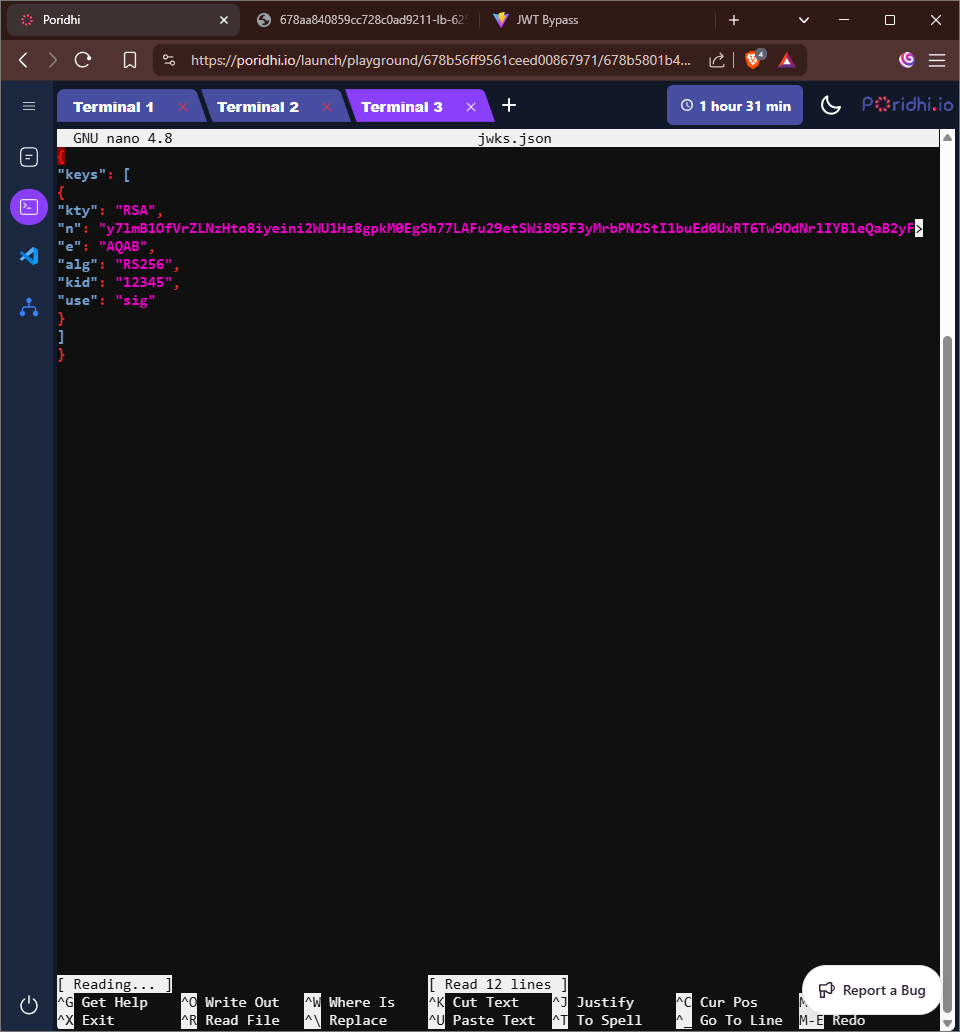 Poridhi
678aa840859cc728c0ad9211-lb-625
JWT Bypass
https://poridhi.io/launch/playground/678b56ff9561ceed00867971/678b5801b4...
4
Terminal 1
Terminal 2
Terminal 3
1 hour 31 min
Poridhi.io
GNU nano 4.8
jwks.json
{
"keys": [
{
"kty": "RSA",
"n": "y7lmB1OfVrZLNzHto8iyeini2WU1Hs8gpkM0EgSh77LAFu29etSWi895F3yMrbPN2StI1buEd0UxRT6Tw9OdNrlIYBleQaB2yF>
"e": "AQAB",
"alg": "RS256",
"kid": "12345",
"use": "sig"
}
]
}
[ Reading... ]
[ Read 12 lines ]
^G Get Help ^O Write Out ^W Where Is ^K Cut Text ^J Justify ^C Cur Pos
^X Exit ^R Read File ^\ Replace ^U Paste Text ^T To Spell ^_ Go To Line M-E Redo
Report a Bug